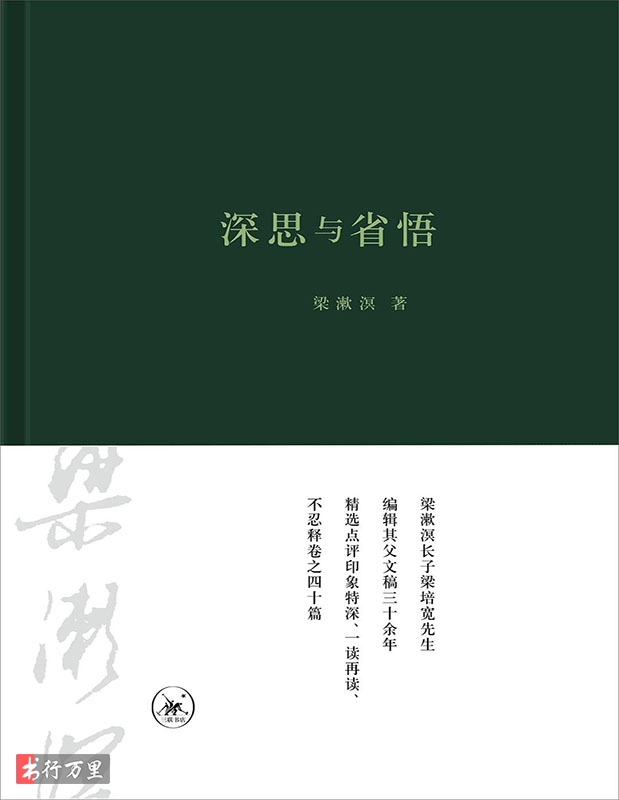 深思与省悟
梁漱溟 著
梁漱溟长子梁培宽先生
编辑其父文稿三十余年
精选点评印象特深、一读再读、
不忍释卷之四十篇
梁漱溟
三联书店
书行万里